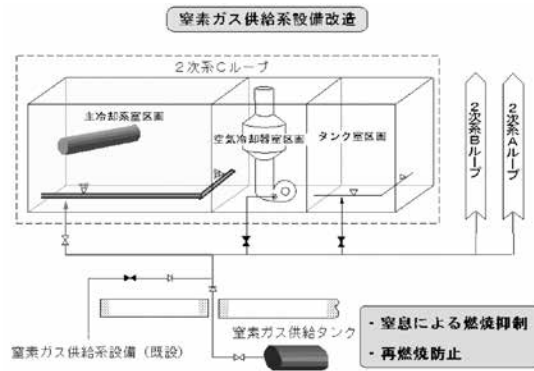 窒素ガス供給系設備改造
2次系Cループ
主冷却系室区画
空気冷却器室区画
タンク室区画
2次系Bループ
2次系Aループ
窒素ガス供給タンク
窒素ガス供給系設備（既設）
・窒息による燃焼抑制
・再燃焼防止